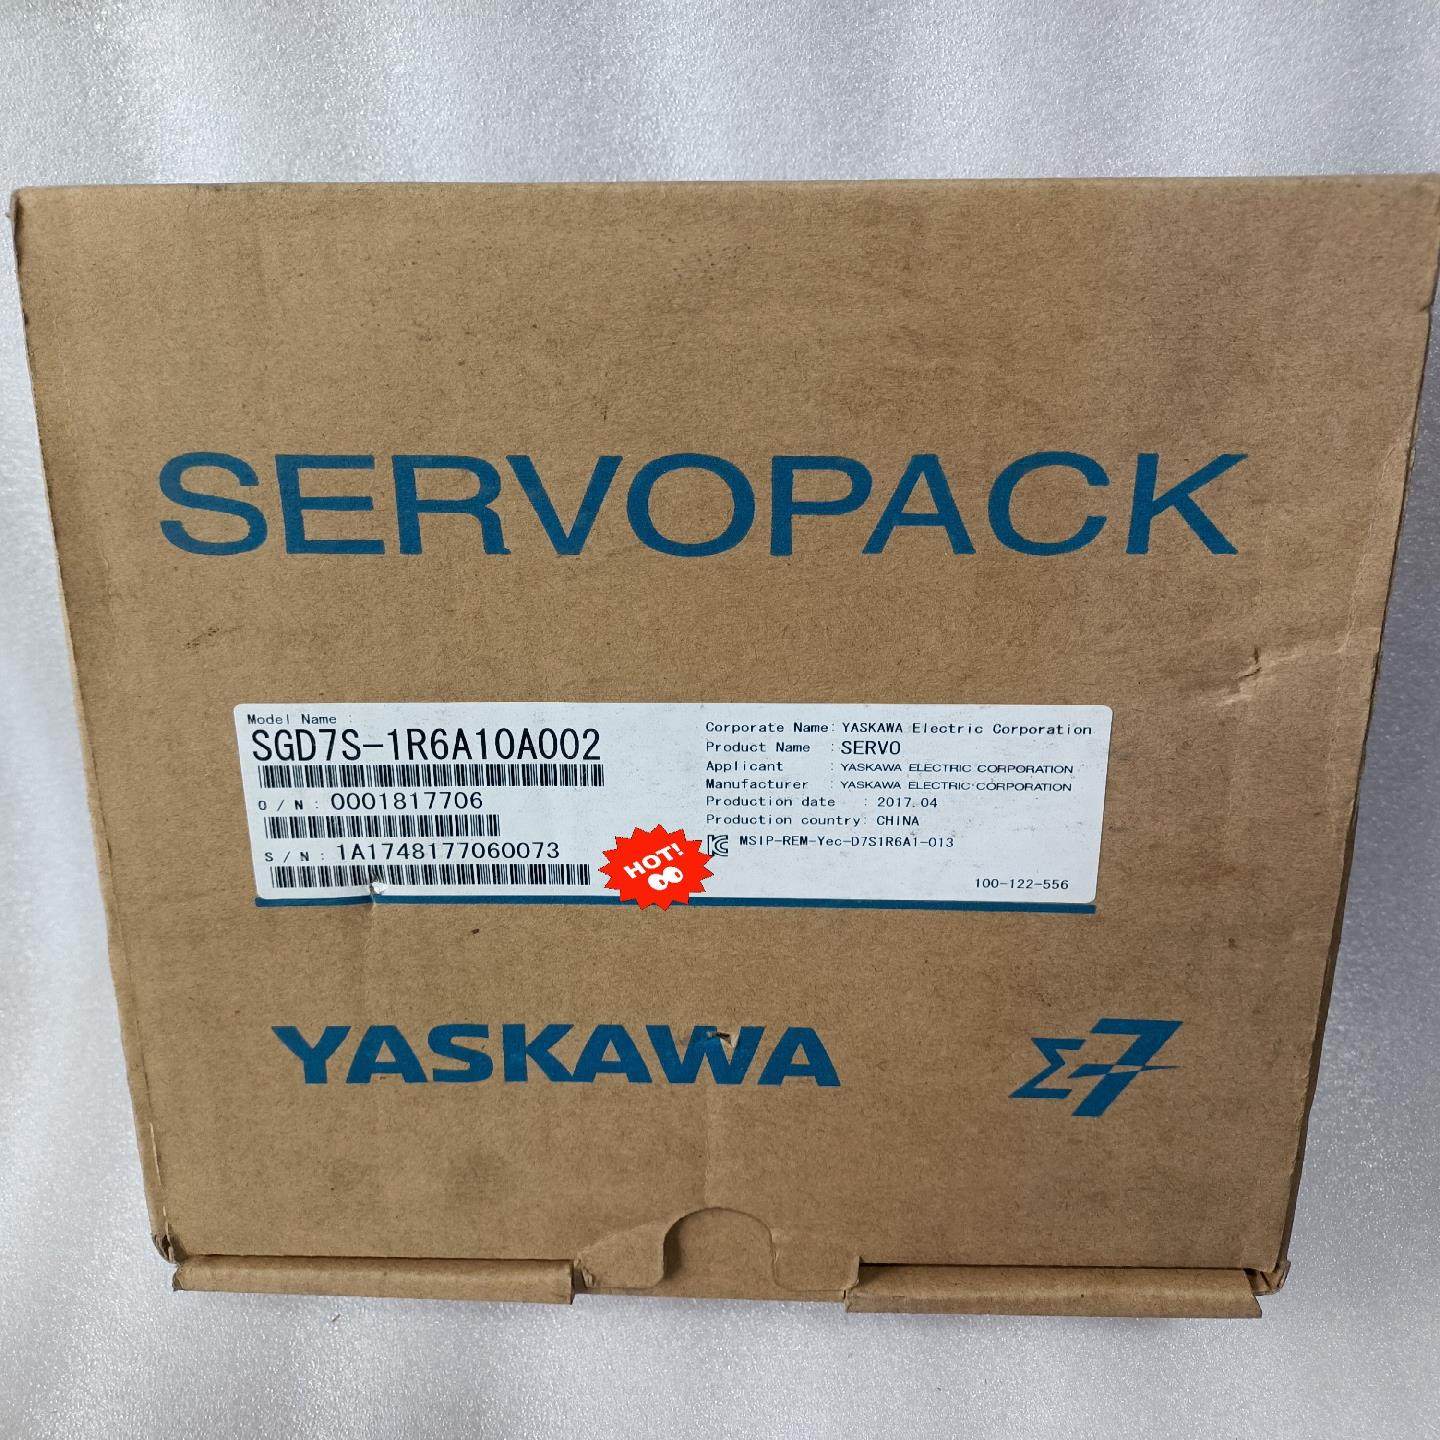 SERVOPACK
Model Name :
SGD7S-1R6A10A002
O/N: 0001817706
S/N: 1A1748177060073
Corporate Name: YASKAWA Electric Corporation
Product Name : SERVO
Applicant : YASKAWA ELECTRIC CORPORATION
Manufacturer : YASKAWA ELECTRIC CORPORATION
Production date : 2017.04
Production country: CHINA
MSIP-REM-Yec-D7S1R6A1-013
100-122-556
HOT!
YASKAWA
Σ-7